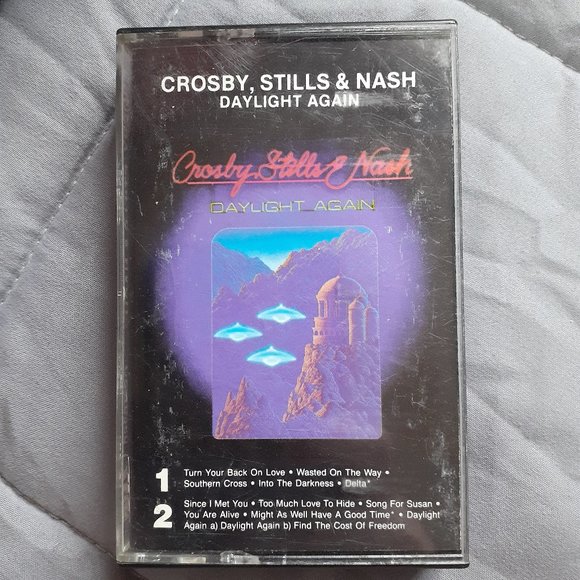 CROSBY, STILLS & NASH
DAYLIGHT AGAIN
Crosby, Stills & Nash
DAYLIGHT AGAIN
1 Turn Your Back On Love • Wasted On The Way •
Southern Cross • Into The Darkness • Delta*
2 Since I Met You • Too Much Love To Hide • Song For Susan •
You Are Alive • Might As Well Have A Good Time* • Daylight
Again a) Daylight Again b) Find The Cost Of Freedom